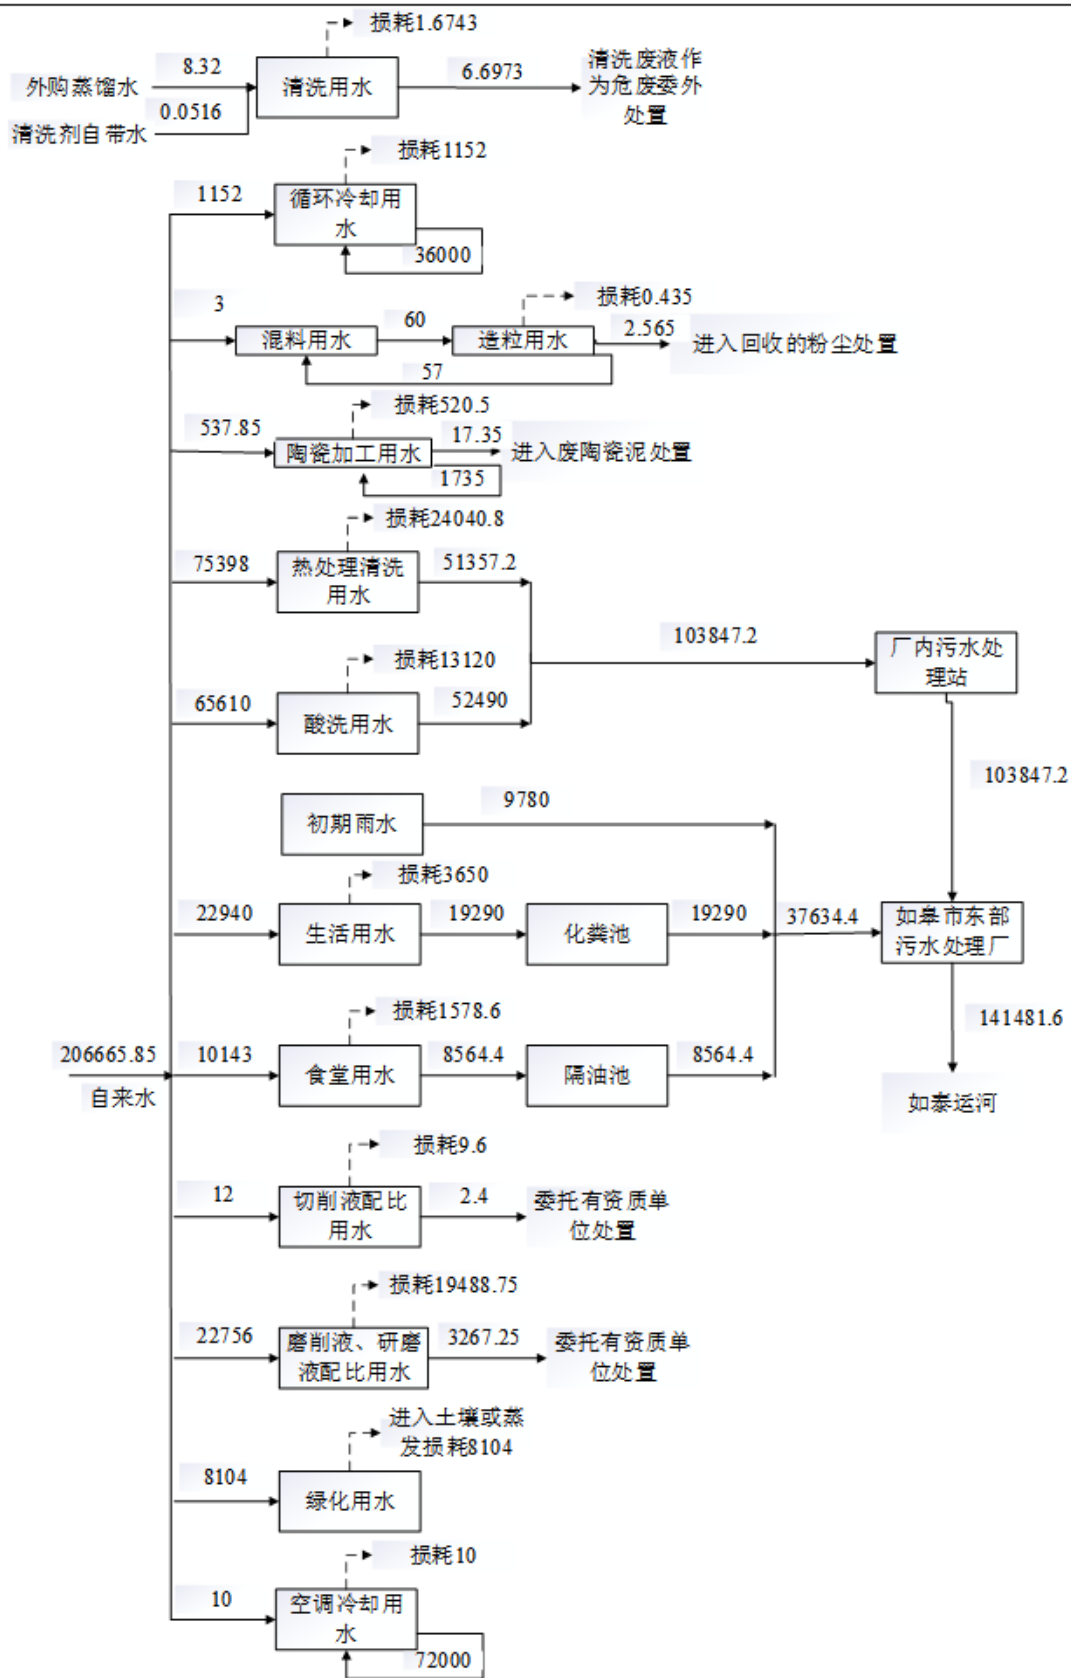 损耗1.6743
8.32
外购蒸馏水
清洗用水
6.6973
清洗废液作
为危废委外
处置
0.0516
清洗剂自带水
损耗1152
1152
循环冷却用
水
36000
损耗0.435
3
混料用水
60
造粒用水
2.565
进入回收的粉尘处置
57
损耗520.5
537.85
陶瓷加工用水
17.35
进入废陶瓷泥处置
1735
损耗24040.8
75398
热处理清洗
用水
51357.2
103847.2
厂内污水处
理站
损耗13120
65610
酸洗用水
52490
103847.2
初期雨水
9780
损耗3650
22940
生活用水
19290
化粪池
19290
37634.4
如皋市东部
污水处理厂
141481.6
如泰运河
损耗1578.6
206665.85
自来水
10143
食堂用水
8564.4
隔油池
8564.4
损耗9.6
12
切削液配比
用水
2.4
委托有资质单
位处置
损耗19488.75
22756
磨削液、研磨
液配比用水
3267.25
委托有资质单
位处置
进入土壤或蒸
发损耗8104
8104
绿化用水
损耗10
10
空调冷却用
水
72000